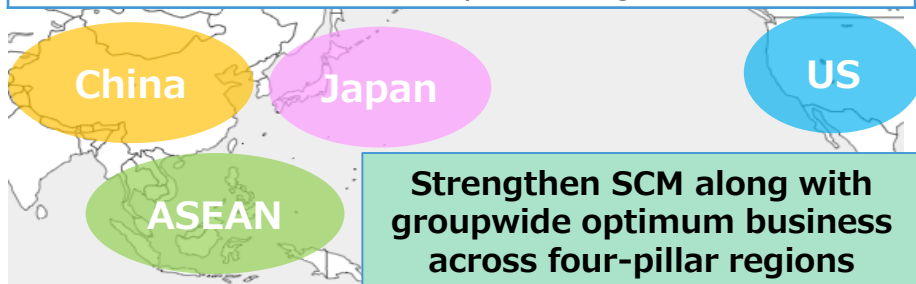 China
Japan
US
ASEAN
Strengthen SCM along with
groupwide optimum business
across four-pillar regions